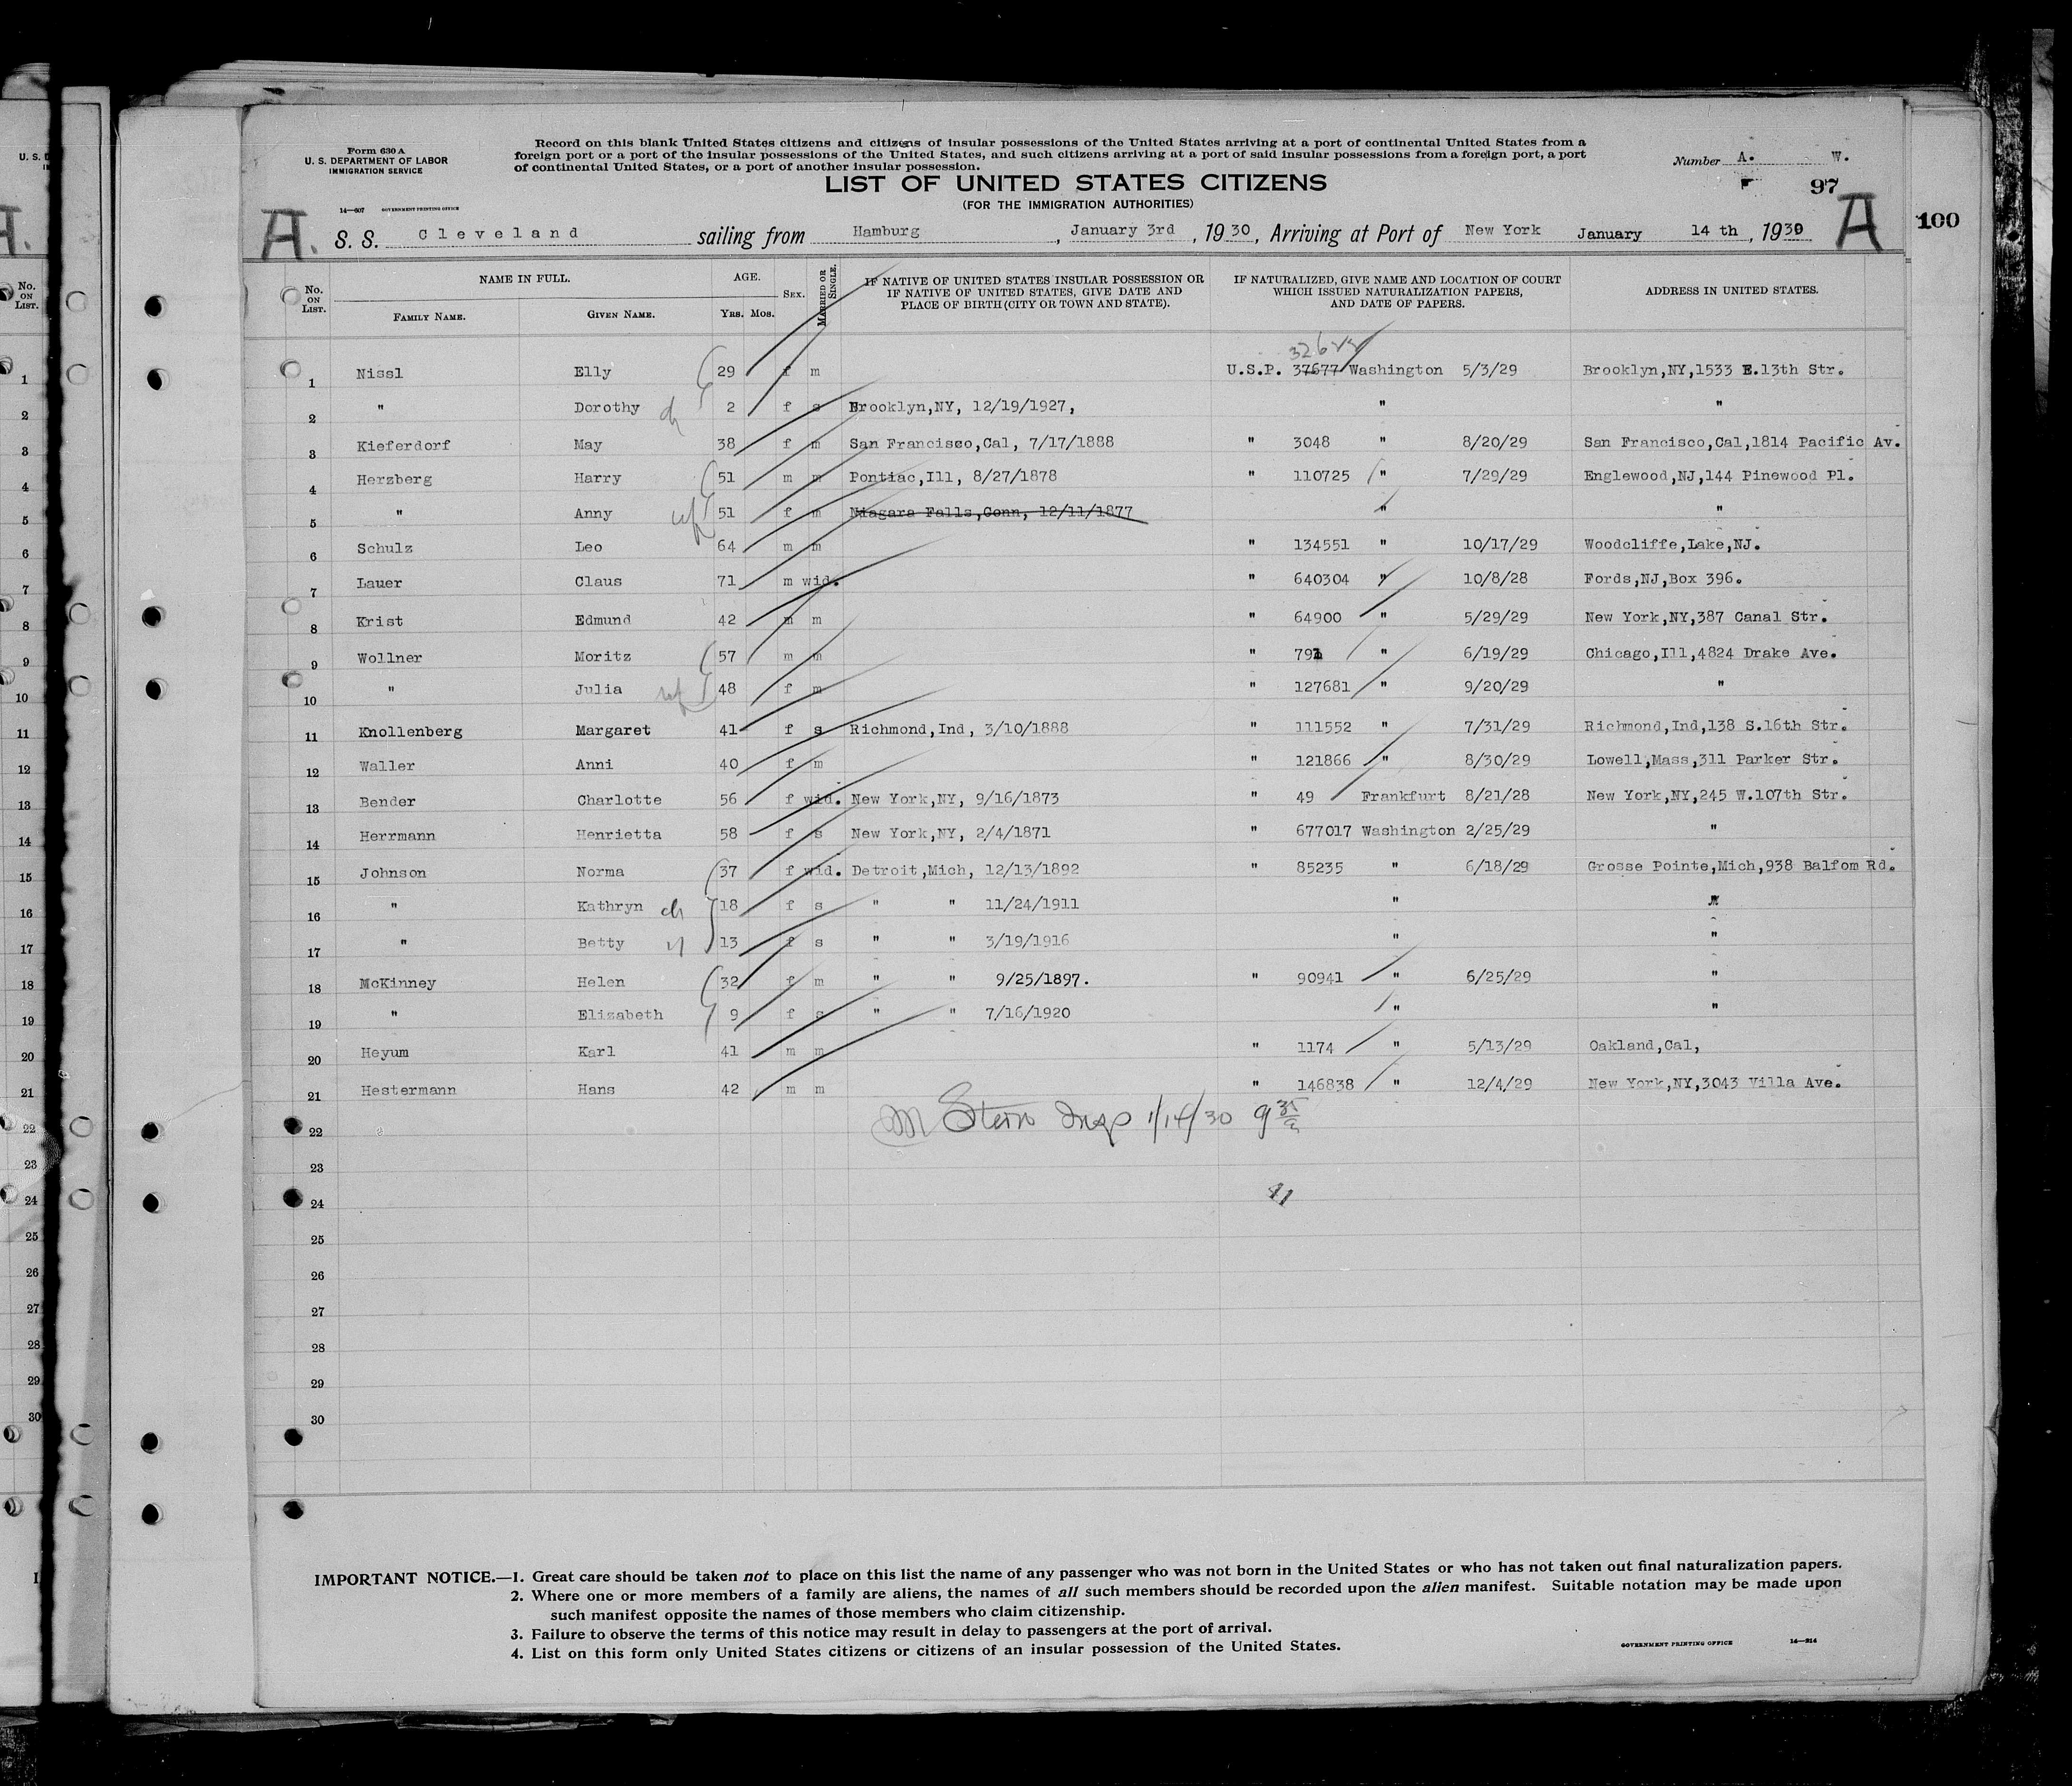 Form 630 A
U. S. DEPARTMENT OF LABOR
IMMIGRATION SERVICE
14—607 GOVERNMENT PRINTING OFFICE
Record on this blank United States citizens and citizens of insular possessions of the United States arriving at a port of continental United States from a
foreign port or a port of the insular possessions of the United States, and such citizens arriving at a port of said insular possessions from a foreign port, a port
of continental United States, or a port of another insular possession.
Number A. W.
97
100
LIST OF UNITED STATES CITIZENS
(FOR THE IMMIGRATION AUTHORITIES)
A. S. S. Cleveland sailing from Hamburg, January 3rd, 1930, Arriving at Port of New York January 14 th, 1930 A
No. ON LIST. NAME IN FULL. FAMILY NAME. GIVEN NAME. AGE. YRS. MOS. SEX. MARRIED OR SINGLE. IF NATIVE OF UNITED STATES INSULAR POSSESSION OR IF NATIVE OF UNITED STATES, GIVE DATE AND PLACE OF BIRTH (CITY OR TOWN AND STATE). IF NATURALIZED, GIVE NAME AND LOCATION OF COURT WHICH ISSUED NATURALIZATION PAPERS, AND DATE OF PAPERS. ADDRESS IN UNITED STATES.
1 Nissl Elly 29 f m U.S.P. 37677 Washington 5/3/29 Brooklyn,NY,1533 E.13th Str.
2 " Dorothy ch 2 f s Brooklyn,NY, 12/19/1927, " "
3 Kieferdorf May 38 f m San Francisco,Cal, 7/17/1888 " 3048 " 8/20/29 San Francisco,Cal,1814 Pacific Av.
4 Herzberg Harry 51 m m Pontiac,Ill, 8/27/1878 " 110725 " 7/29/29 Englewood,NJ,144 Pinewood Pl.
5 " Anny wf 51 f m Niagara Falls,Conn, 12/11/1877 " "
6 Schulz Leo 64 m m " 134551 " 10/17/29 Woodcliffe,Lake,NJ.
7 Lauer Claus 71 m wid. " 640304 " 10/8/28 Fords,NJ,Box 396.
8 Krist Edmund 42 m m " 64900 " 5/29/29 New York,NY,387 Canal Str.
9 Wollner Moritz 57 m m " 791 " 6/19/29 Chicago,Ill,4824 Drake Ave.
10 " Julia wf 48 f m " 127681 " 9/20/29 "
11 Knollenberg Margaret 41 f s Richmond,Ind, 3/10/1888 " 111552 " 7/31/29 Richmond,Ind,138 S.16th Str.
12 Waller Anni 40 f m " 121866 " 8/30/29 Lowell,Mass,311 Parker Str.
13 Bender Charlotte 56 f wid. New York,NY, 9/16/1873 " 49 Frankfurt 8/21/28 New York,NY,245 W.107th Str.
14 Herrmann Henrietta 58 f s New York,NY, 2/4/1871 " 677017 Washington 2/25/29 "
15 Johnson Norma 37 f wid. Detroit,Mich, 12/13/1892 " 85235 " 6/18/29 Grosse Pointe,Mich,938 Balfom Rd.
16 " Kathryn ch 18 f s " " 11/24/1911 " "
17 " Betty 13 f s " " 3/19/1916 " "
18 McKinney Helen 32 f m " " 9/25/1897. " 90941 " 6/25/29 "
19 " Elizabeth 9 f s " " 7/16/1920 " "
20 Heyum Karl 41 m m " 1174 " 5/13/29 Oakland,Cal,
21 Hestermann Hans 42 m m " 146838 " 12/4/29 New York,NY,3043 Villa Ave.
22 M Stern Insp 1/14/30 9 35
23
24
25
26
27
28
29
30
IMPORTANT NOTICE.—1. Great care should be taken not to place on this list the name of any passenger who was not born in the United States or who has not taken out final naturalization papers.
2. Where one or more members of a family are aliens, the names of all such members should be recorded upon the alien manifest. Suitable notation may be made upon
such manifest opposite the names of those members who claim citizenship.
3. Failure to observe the terms of this notice may result in delay to passengers at the port of arrival.
4. List on this form only United States citizens or citizens of an insular possession of the United States.
GOVERNMENT PRINTING OFFICE 14—214